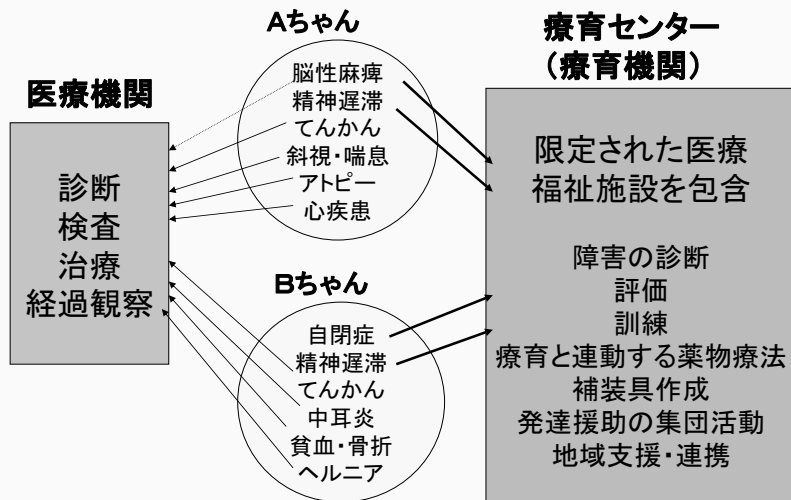 Aちゃん
脳性麻痺
精神遅滞
てんかん
斜視・喘息
アトピー
心疾患
医療機関
診断
検査
治療
経過観察
Bちゃん
自閉症
精神遅滞
てんかん
中耳炎
貧血・骨折
ヘルニア
療育センター
（療育機関）
限定された医療
福祉施設を包含
障害の診断
評価
訓練
療育と連動する薬物療法
補装具作成
発達援助の集団活動
地域支援・連携